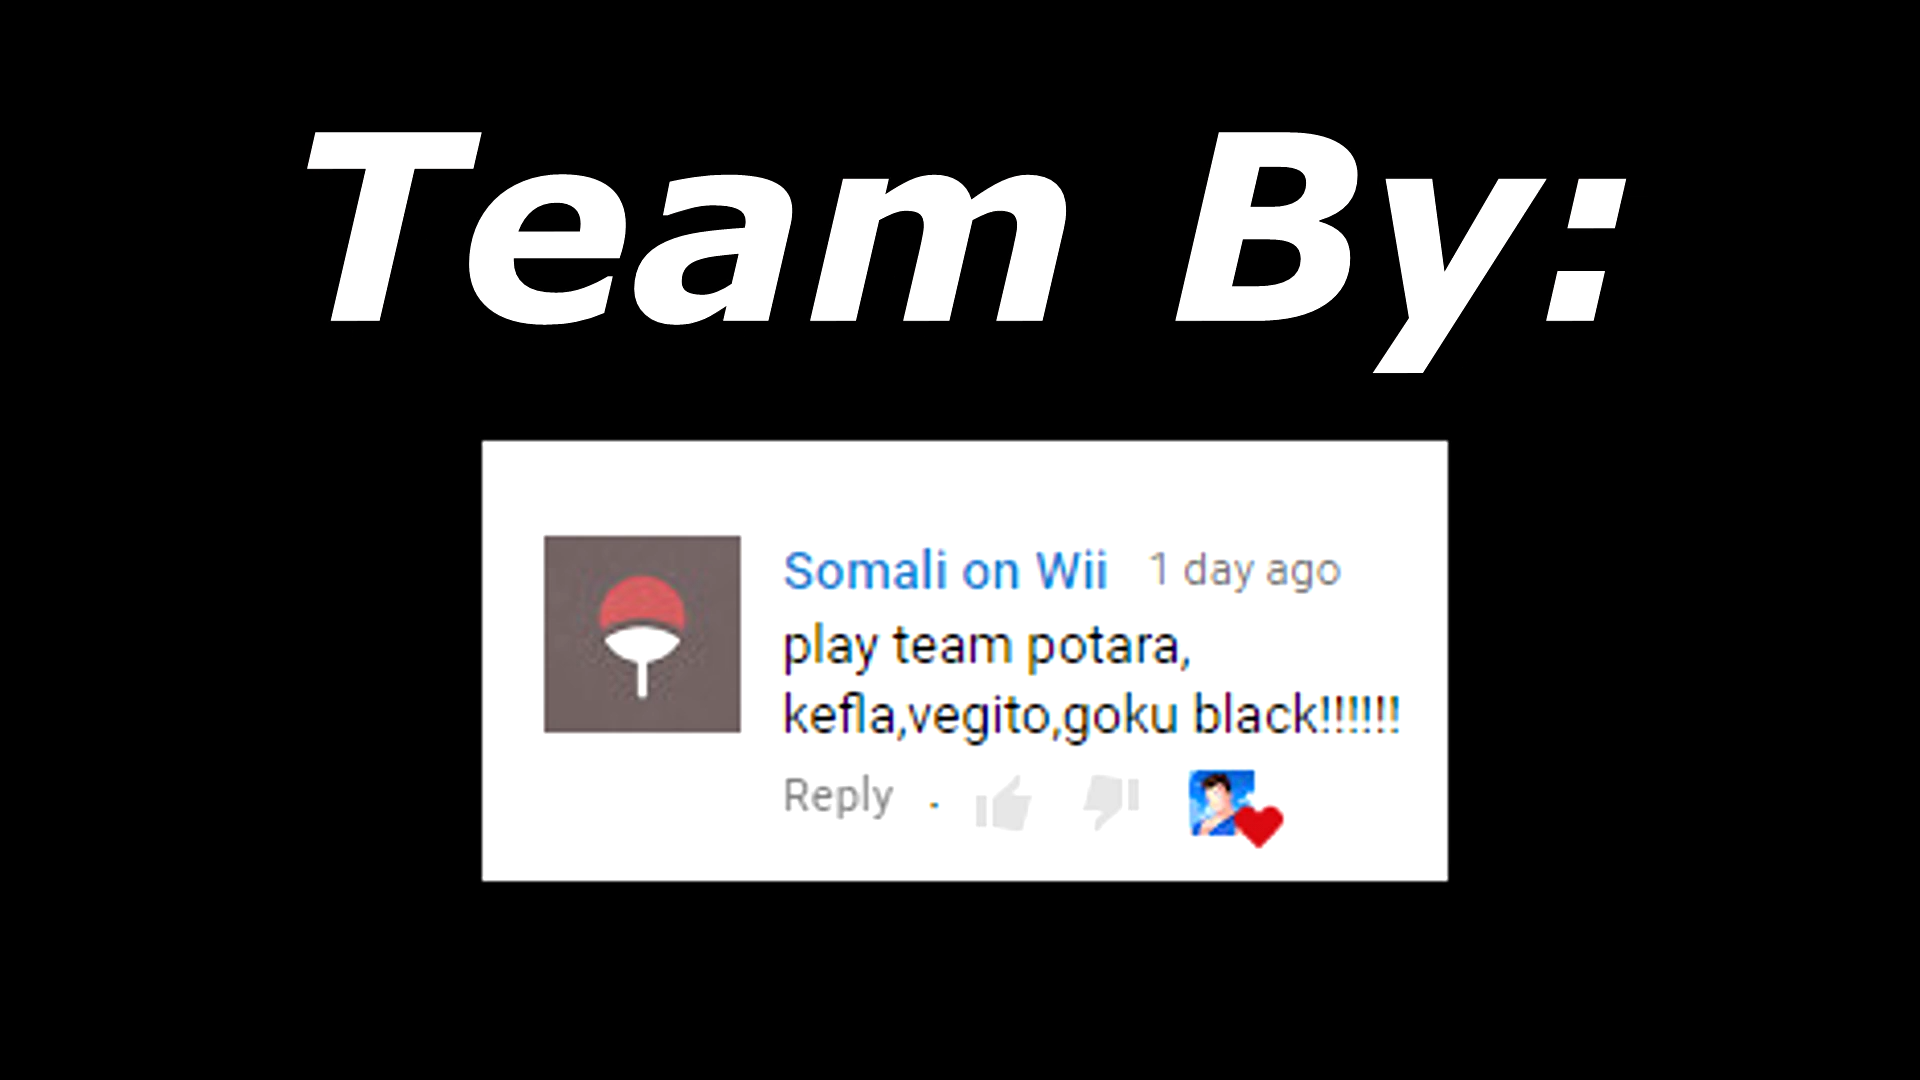 Team By:
Somali on Wii 1 day ago
play team potara,
kefla,vegito,goku black!!!!!!
Reply